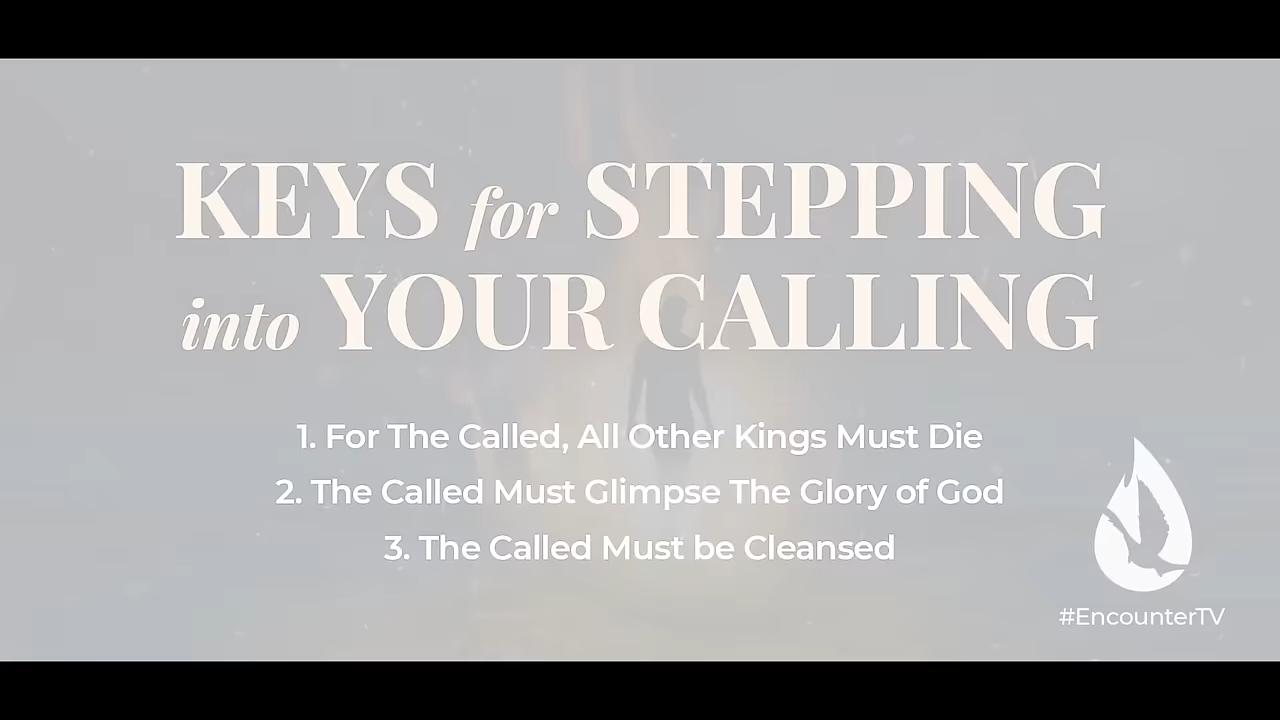 KEYS for STEPPING
into YOUR CALLING
1. For The Called, All Other Kings Must Die
2. The Called Must Glimpse The Glory of God
3. The Called Must be Cleansed
#EncounterTV